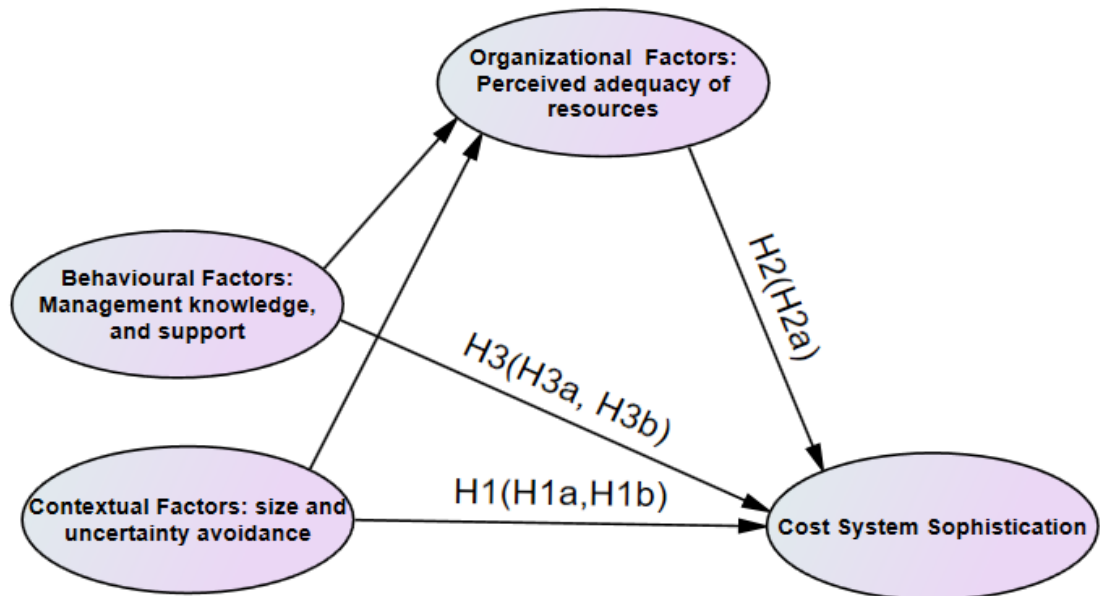 Organizational Factors:
Perceived adequacy of
resources
Behavioural Factors:
Management knowledge,
and support
H2(H2a)
H3(H3a, H3b)
H1(H1a,H1b)
Contextual Factors: size and
uncertainty avoidance
Cost System Sophistication